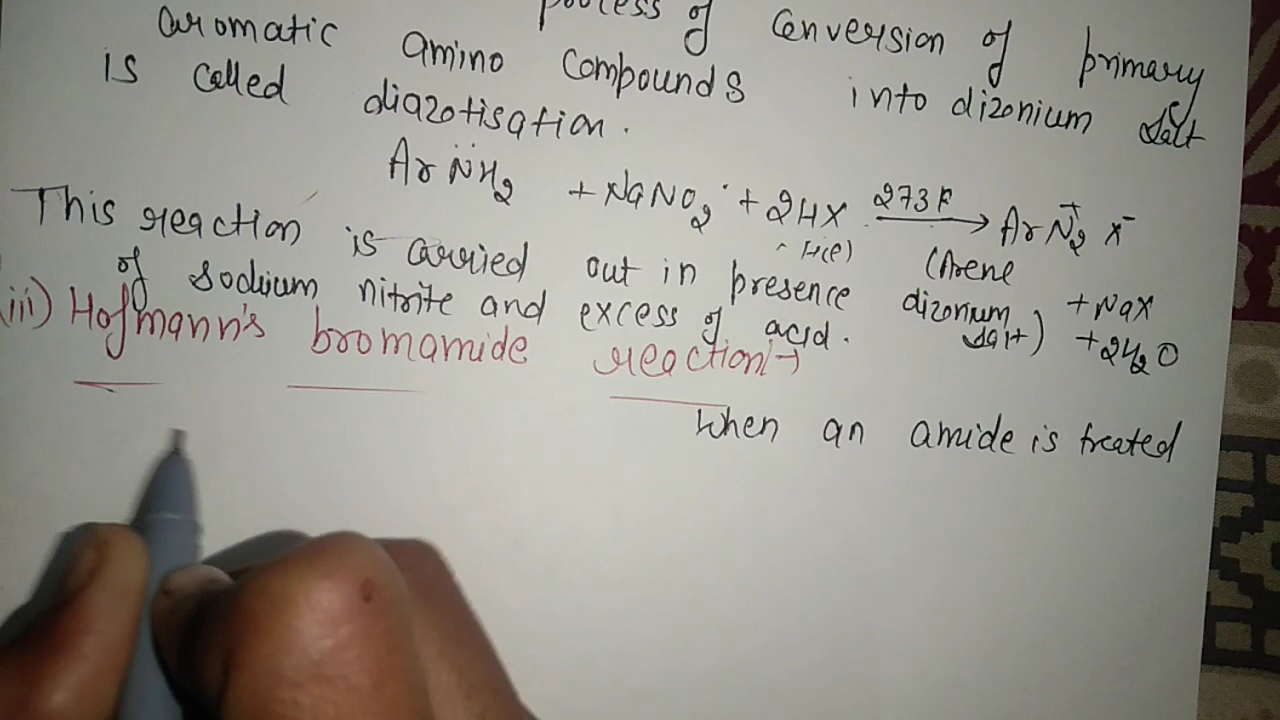 process of conversion of primary
aromatic amino compounds into dizonium salt
is called diazotisation.
ArN̈H₂ + NaNO₂ + 2HX 273K → ArN₂⁺ X⁻
(Arene dizonium salt) + NaX + 2H₂O
This reaction is carried out in presence
of sodium nitrite and excess of acid.
(iii) Hofmann's bromamide reaction:→
When an amide is treated